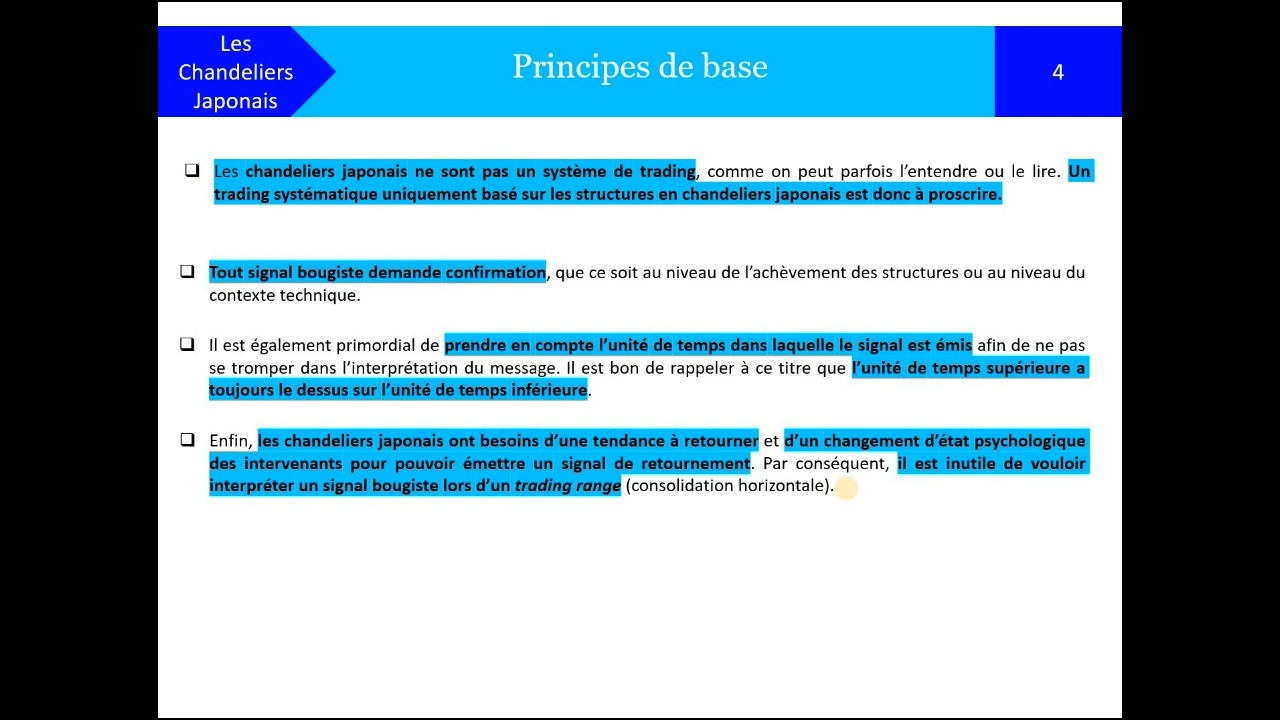 Les
Chandeliers
Japonais
Principes de base
4
❑ Les chandeliers japonais ne sont pas un système de trading, comme on peut parfois l’entendre ou le lire. Un
trading systématique uniquement basé sur les structures en chandeliers japonais est donc à proscrire.
❑ Tout signal bougiste demande confirmation, que ce soit au niveau de l’achèvement des structures ou au niveau du
contexte technique.
❑ Il est également primordial de prendre en compte l’unité de temps dans laquelle le signal est émis afin de ne pas
se tromper dans l’interprétation du message. Il est bon de rappeler à ce titre que l’unité de temps supérieure a
toujours le dessus sur l’unité de temps inférieure.
❑ Enfin, les chandeliers japonais ont besoins d’une tendance à retourner et d’un changement d’état psychologique
des intervenants pour pouvoir émettre un signal de retournement. Par conséquent, il est inutile de vouloir
interpréter un signal bougiste lors d’un trading range (consolidation horizontale).